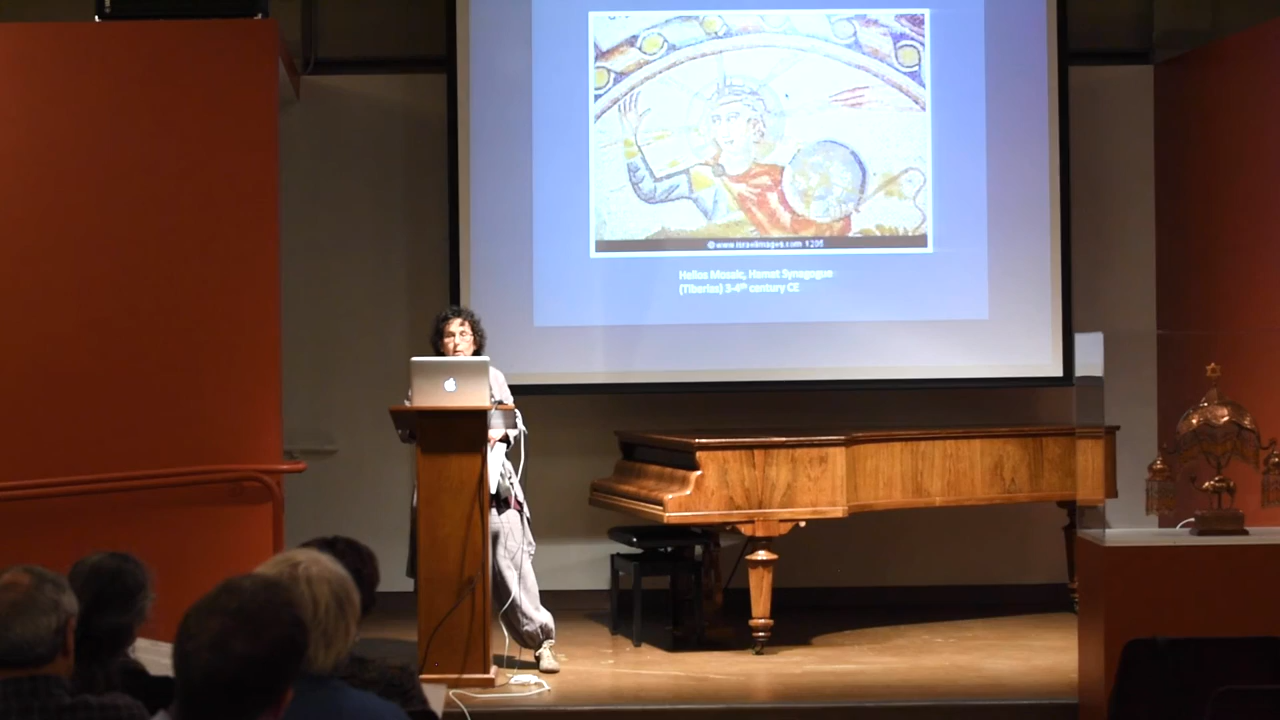 © www.israelimages.com 1205
Helios Mosaic, Hamat Synagogue
(Tiberias) 3-4th century CE